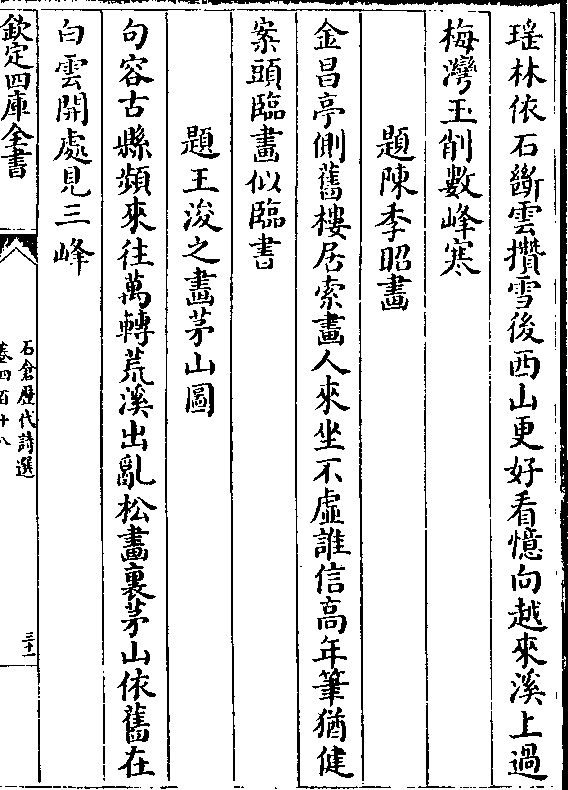 瑶林依石斷雲攢雪後西山更好看憶向越來溪上過
梅灣玉削數峰寒
題陳季昭畫
金昌亭側舊樓居索畫人來坐不虛誰信高年筆猶健
案頭臨畫似臨書
題王浚之畫茅山圖
句容古縣頻來往萬轉荒溪出亂松畫裏茅山依舊在
白雲開處見三峰
欽定四庫全書
石倉歷代詩選
卷四百十八
三十一